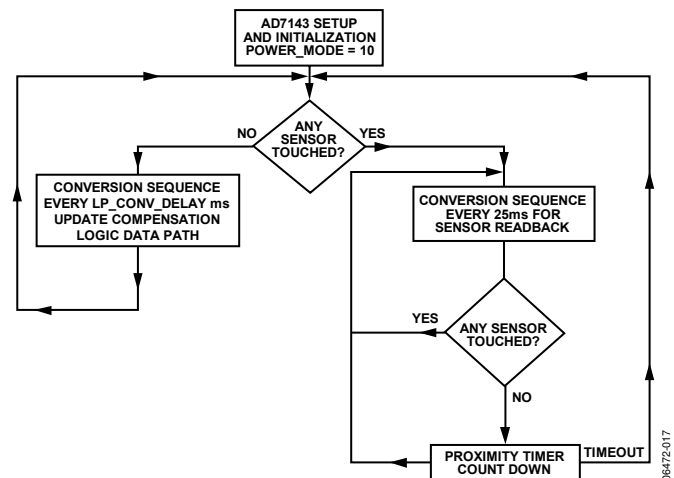 AD7143 SETUP
AND INITIALIZATION
POWER_MODE = 10
NO
ANY
SENSOR
TOUCHED?
YES
CONVERSION SEQUENCE
EVERY LP_CONV_DELAY ms
UPDATE COMPENSATION
LOGIC DATA PATH
CONVERSION SEQUENCE
EVERY 25ms FOR
SENSOR READBACK
YES
ANY SENSOR
TOUCHED?
NO
PROXIMITY TIMER
COUNT DOWN
TIMEOUT
06472-017